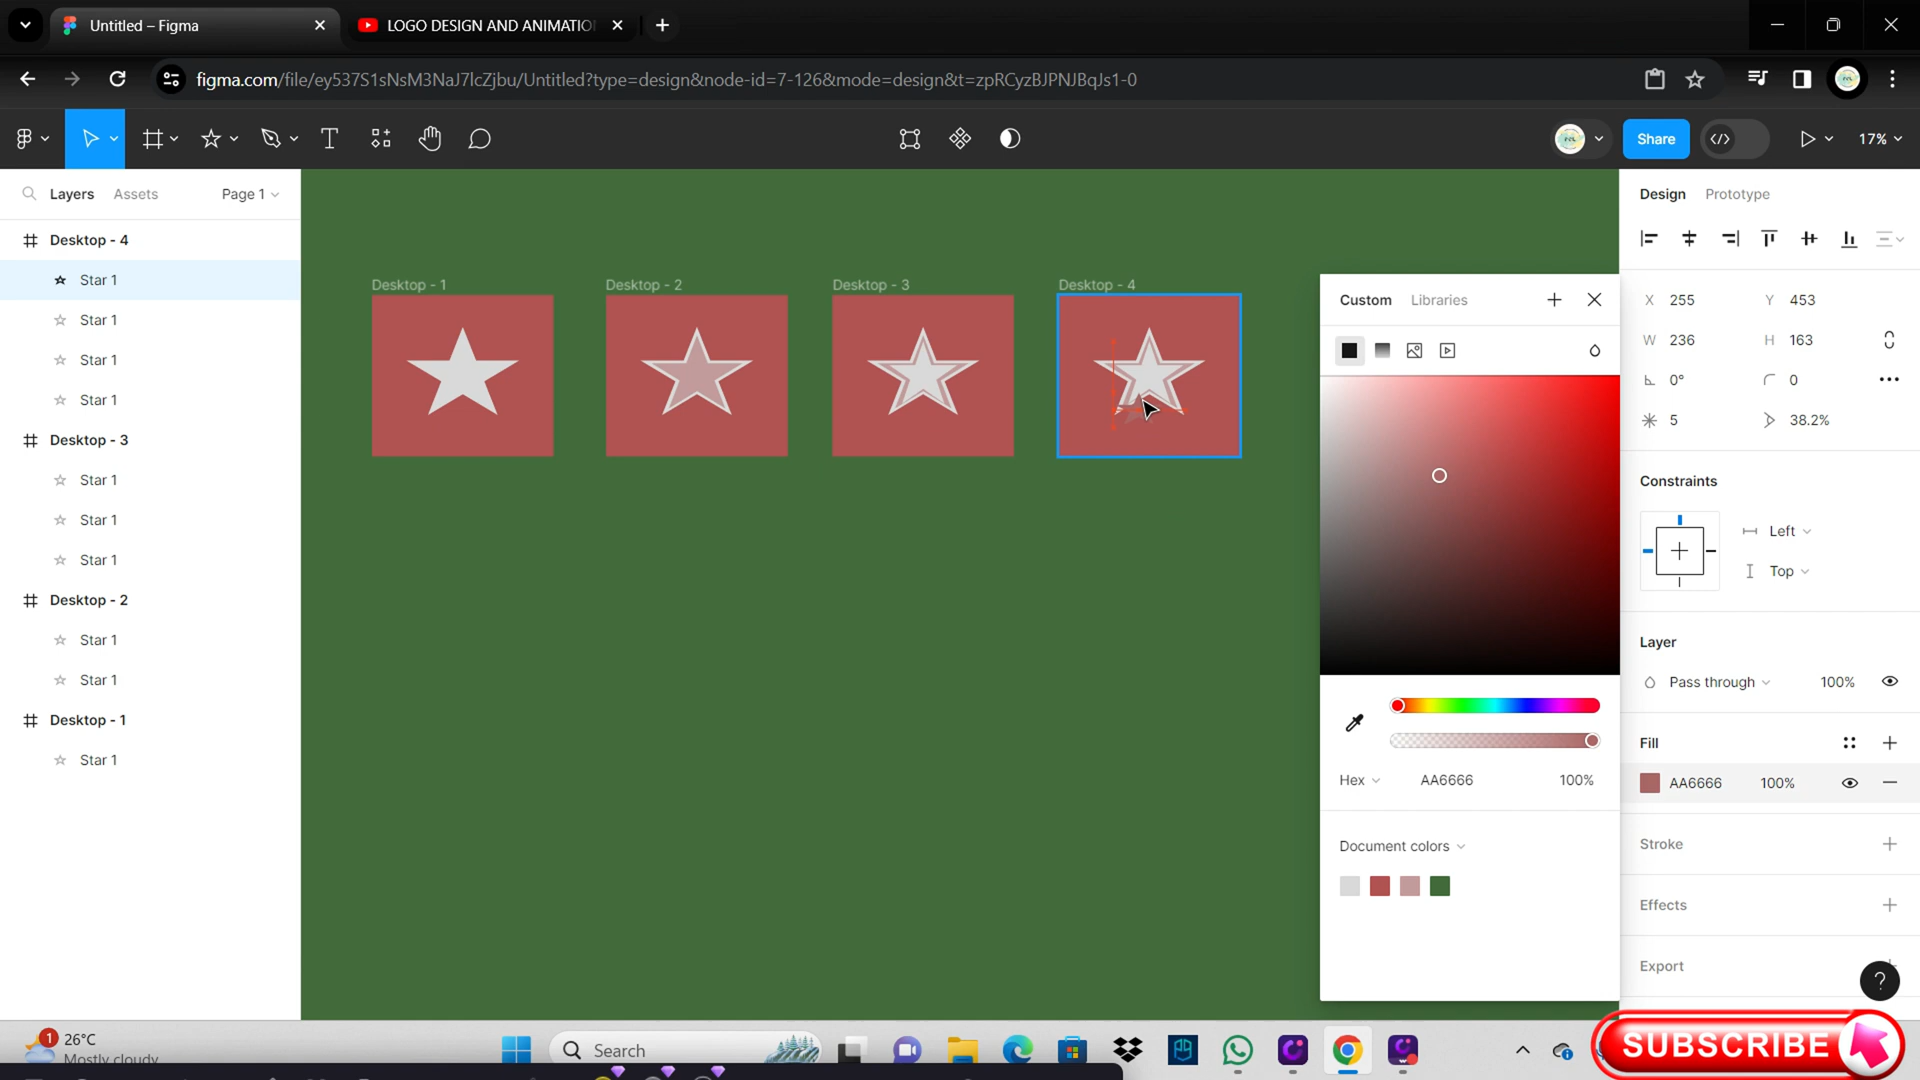 Untitled – Figma
LOGO DESIGN AND ANIMATIO
figma.com/file/ey537S1sNsM3NaJ7lcZjbu/Untitled?type=design&node-id=7-126&mode=design&t=zpRCyzBJPNJBqJs1-0
Share
17%
Layers
Assets
Page 1
Design
Prototype
Desktop - 4
Star 1
Star 1
Star 1
Star 1
Desktop - 3
Star 1
Star 1
Star 1
Desktop - 2
Star 1
Star 1
Desktop - 1
Star 1
Desktop - 1
Desktop - 2
Desktop - 3
Desktop - 4
Custom
Libraries
Hex
AA6666
100%
Document colors
X 255
Y 453
W 236
H 163
0°
0
5
38.2%
Constraints
Left
Top
Layer
Pass through
100%
Fill
AA6666
100%
Stroke
Effects
Export
?
1
26°C
Mostly cloudy
Search
SUBSCRIBE